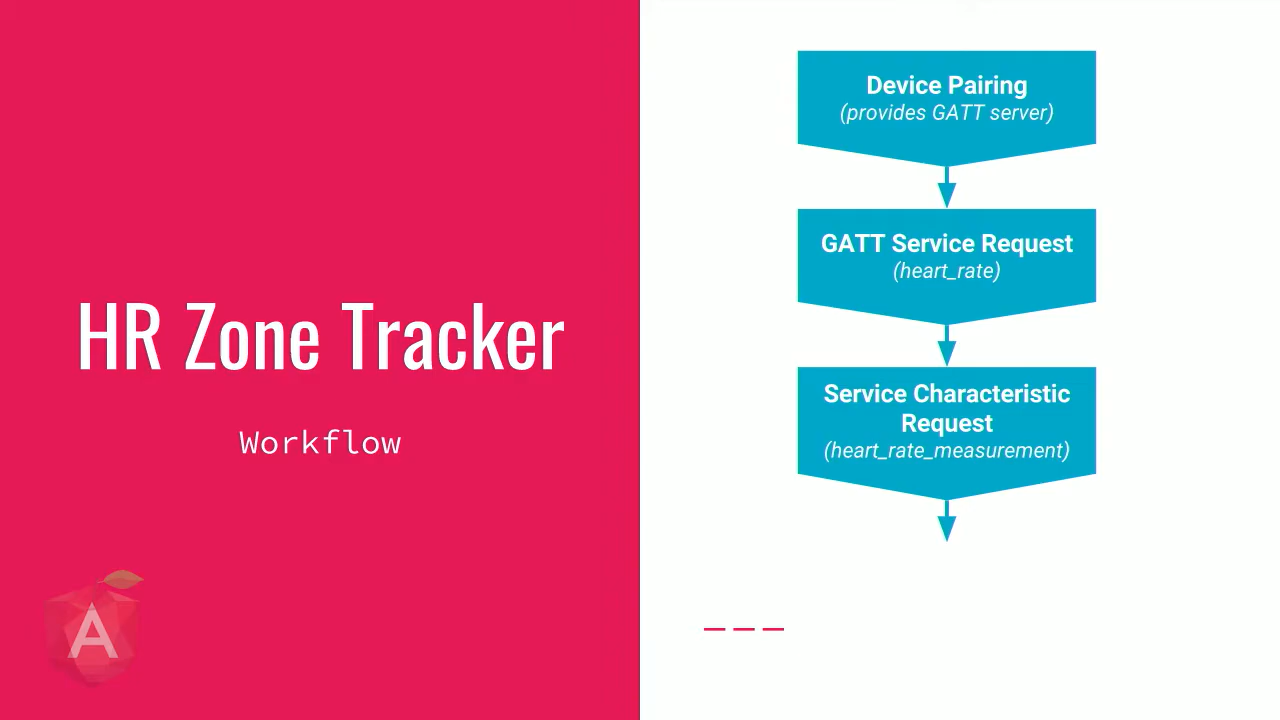 HR Zone Tracker
Workflow
A
Device Pairing
(provides GATT server)
GATT Service Request
(heart_rate)
Service Characteristic
Request
(heart_rate_measurement)